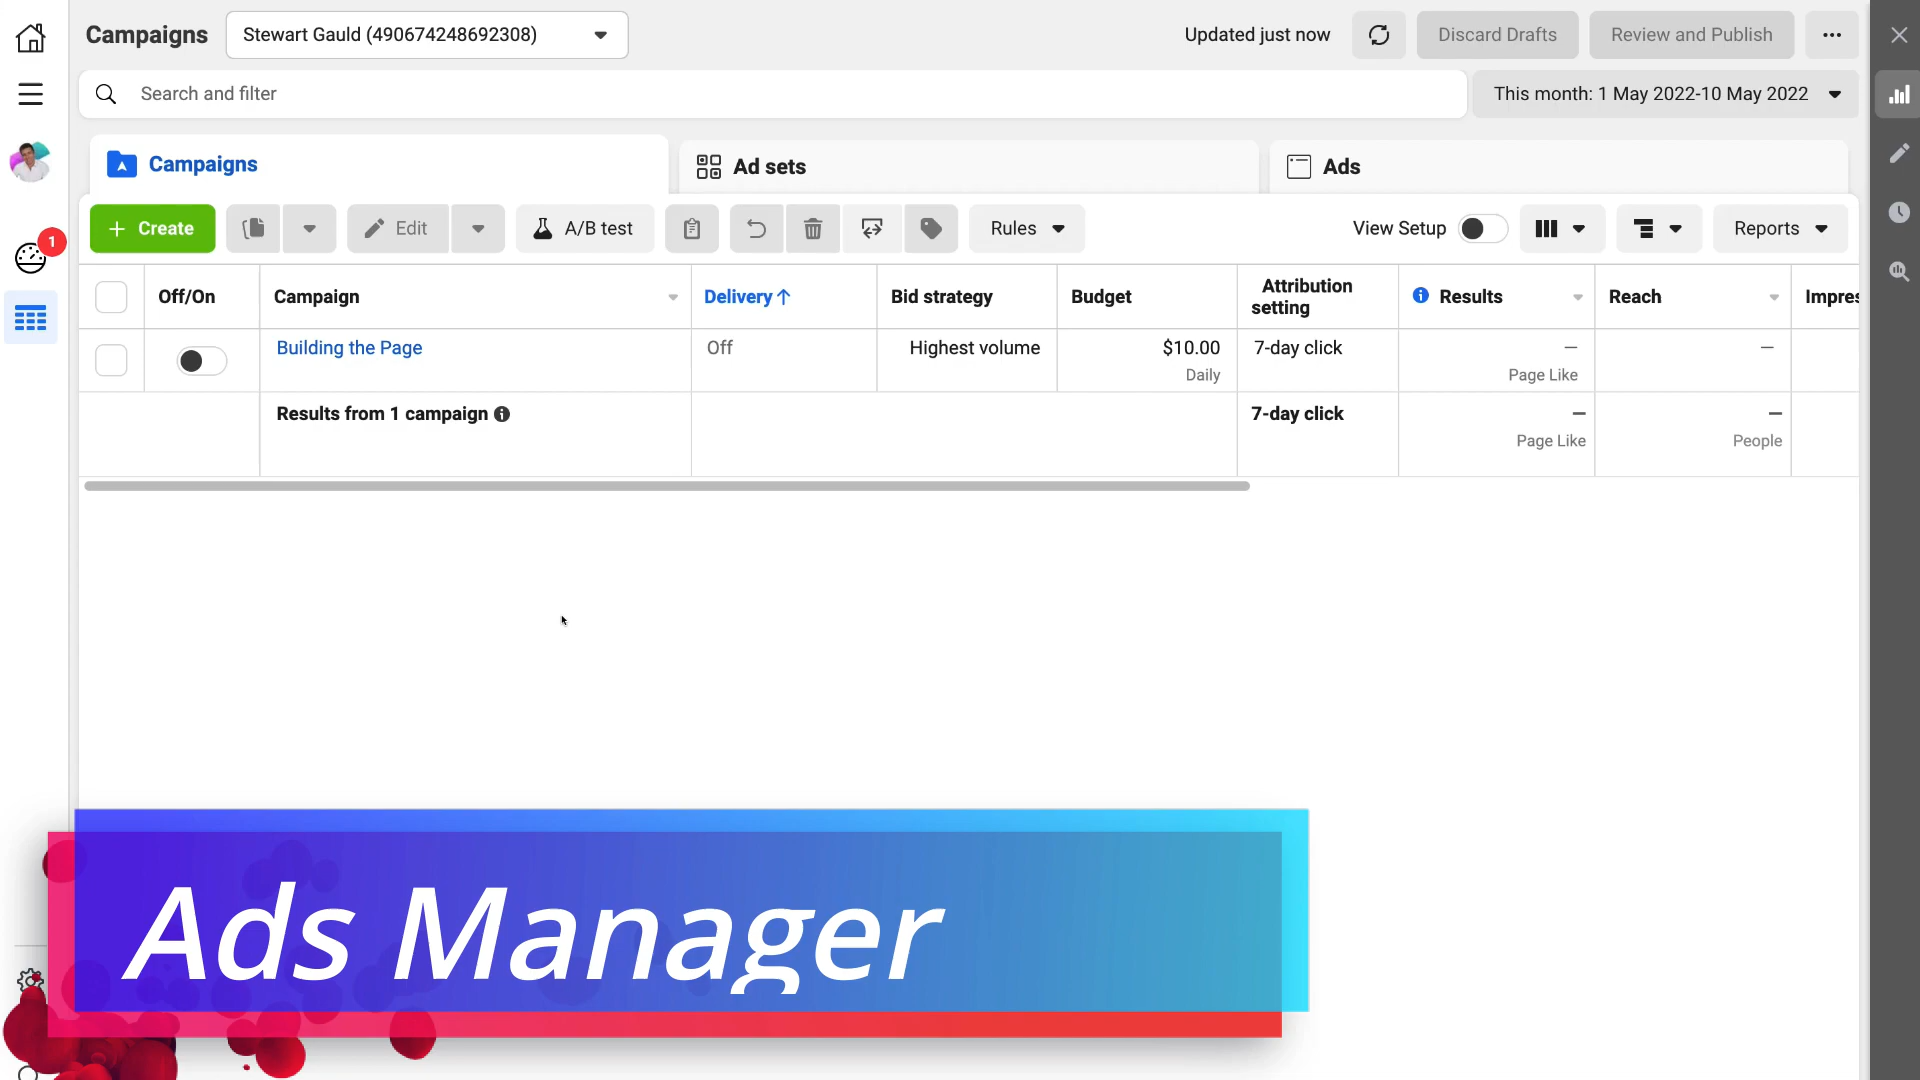 Campaigns
Stewart Gauld (490674248692308)
Updated just now
Discard Drafts
Review and Publish
Search and filter
This month: 1 May 2022-10 May 2022
Campaigns
Ad sets
Ads
Create
Edit
A/B test
Rules
View Setup
Reports
1
Off/On
Campaign
Delivery
Bid strategy
Budget
Attribution
setting
Results
Reach
Impres
Building the Page
Off
Highest volume
$10.00
Daily
7-day click
—
Page Like
—
Results from 1 campaign
7-day click
—
Page Like
—
People
Ads Manager